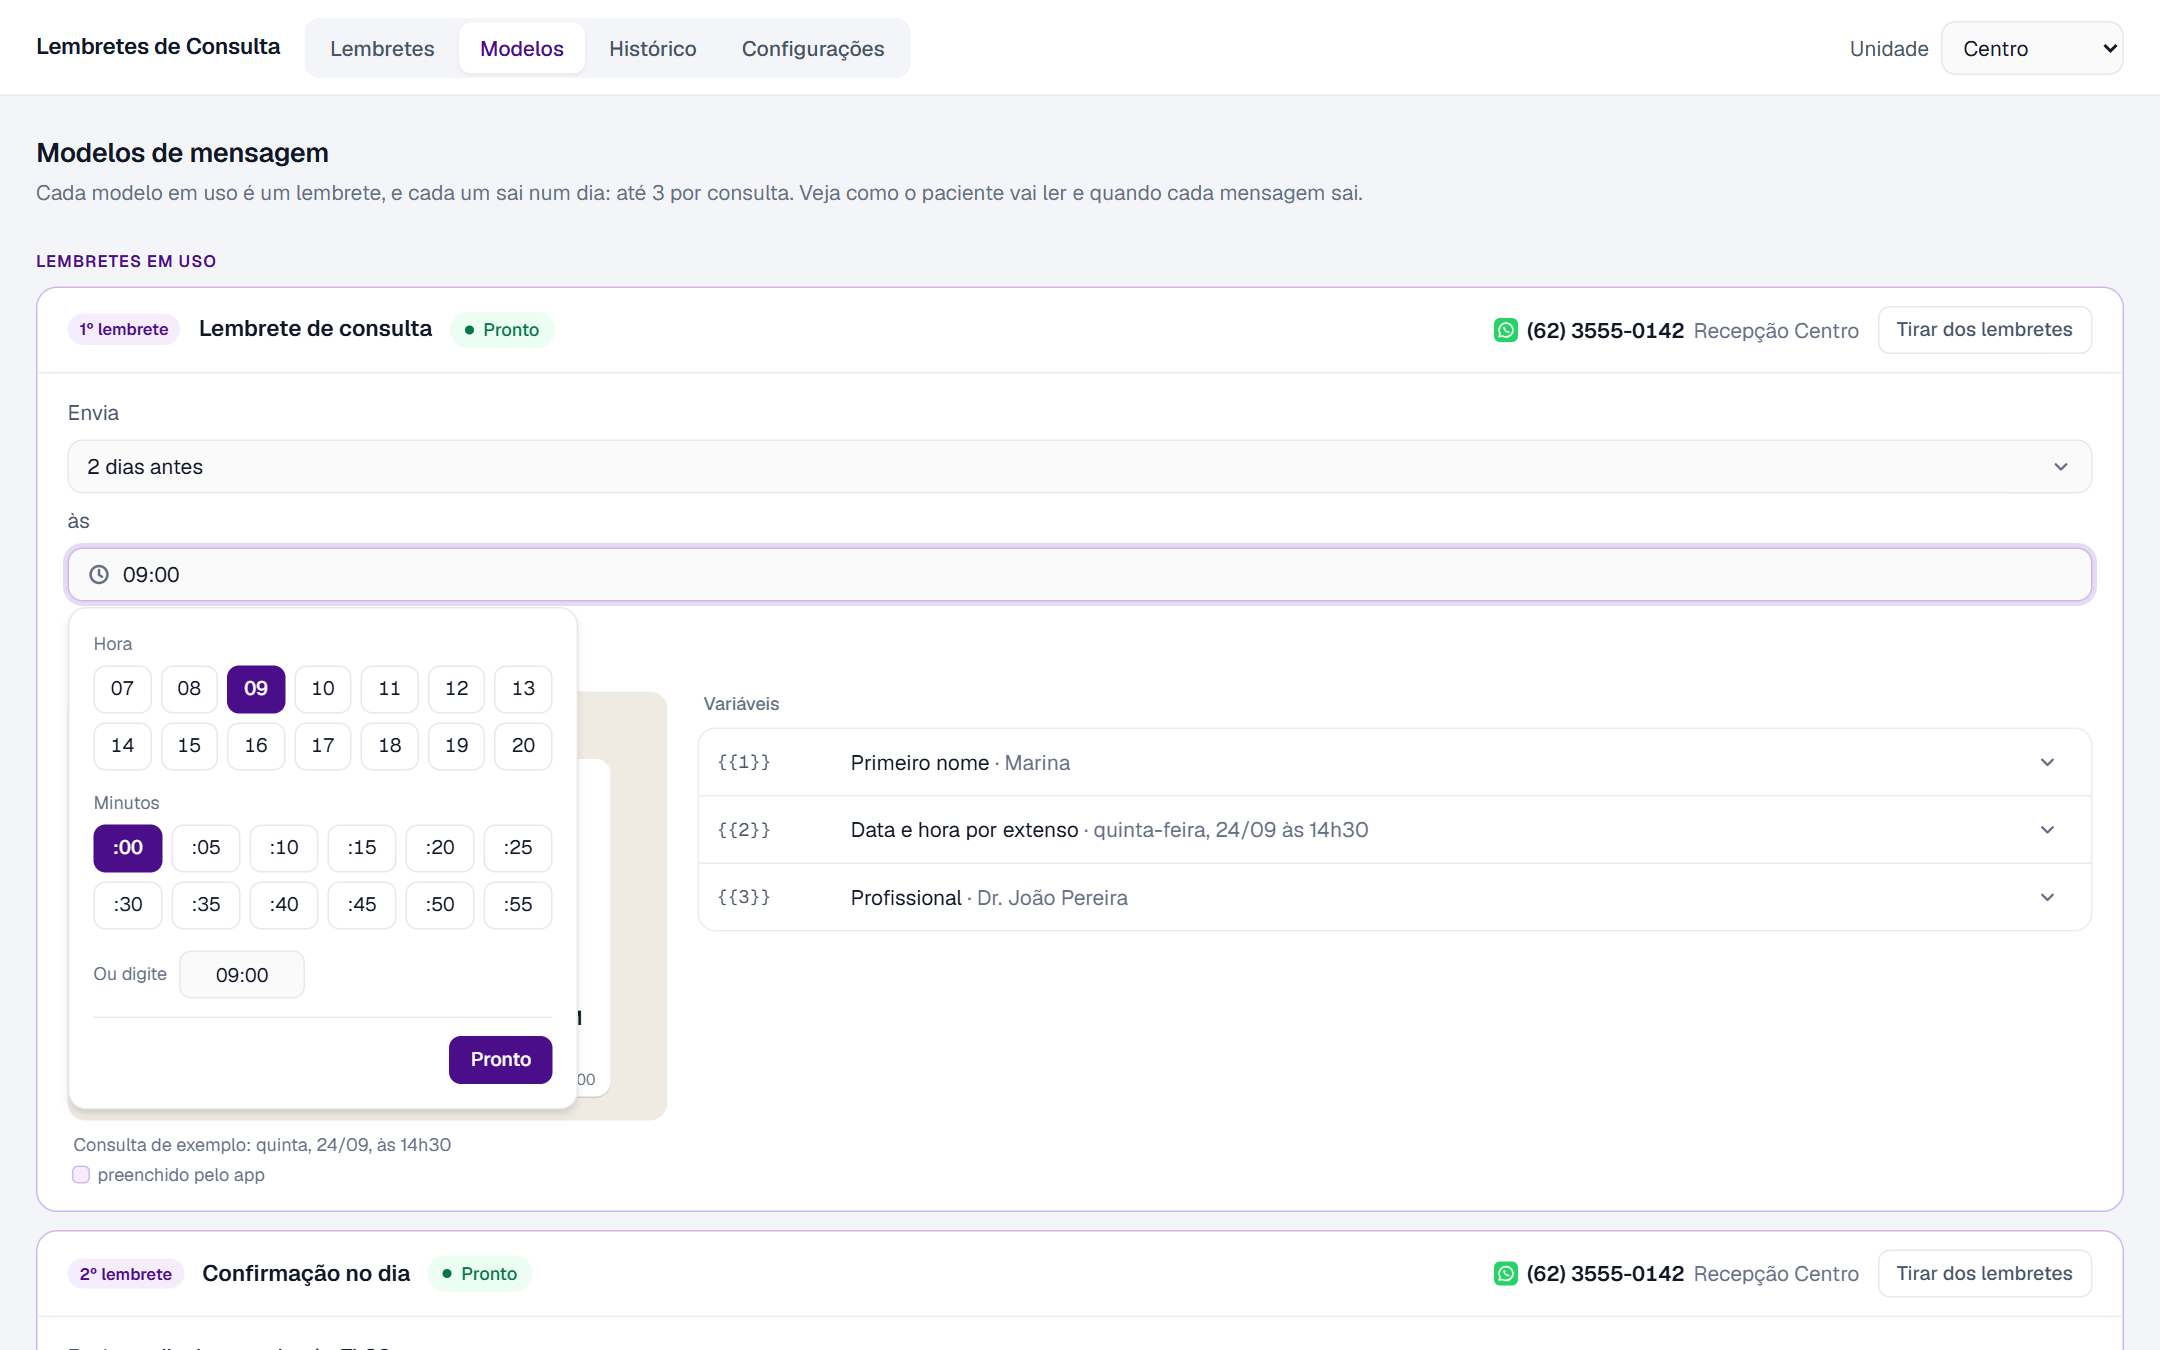 Lembretes de Consulta
Lembretes
Modelos
Histórico
Configurações
Unidade
Centro
Modelos de mensagem
Cada modelo em uso é um lembrete, e cada um sai num dia: até 3 por consulta. Veja como o paciente vai ler e quando cada mensagem sai.
LEMBRETES EM USO
1º lembrete
Lembrete de consulta
Pronto
(62) 3555-0142 Recepção Centro
Tirar dos lembretes
Envia
2 dias antes
às
09:00
Hora
07 08 09 10 11 12 13
14 15 16 17 18 19 20
Minutos
:00 :05 :10 :15 :20 :25
:30 :35 :40 :45 :50 :55
Ou digite 09:00
Pronto
00
Variáveis
{{1}} Primeiro nome · Marina
{{2}} Data e hora por extenso · quinta-feira, 24/09 às 14h30
{{3}} Profissional · Dr. João Pereira
Consulta de exemplo: quinta, 24/09, às 14h30
preenchido pelo app
2º lembrete
Confirmação no dia
Pronto
(62) 3555-0142 Recepção Centro
Tirar dos lembretes